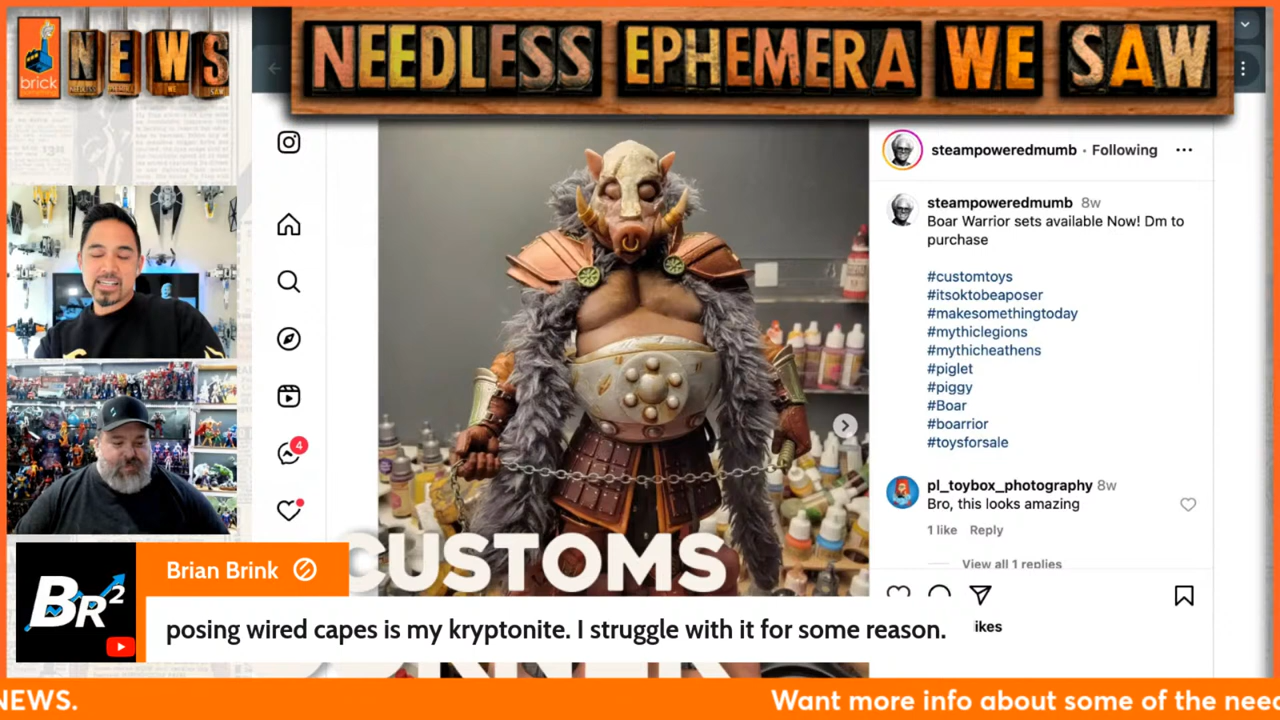 brick
NEWS
NEEDLESS EPHEMERA WE SAW
steampoweredmumb · Following
steampoweredmumb 8w
Boar Warrior sets available Now! Dm to
purchase
#customtoys
#itsoktobeaposer
#makesomethingtoday
#mythiclegions
#mythicheathens
#piglet
#piggy
#Boar
#boarrior
#toysforsale
4
pl_toybox_photography 8w
Bro, this looks amazing
1 like Reply
View all 1 replies
CUSTOMS
Brian Brink
BR2
posing wired capes is my kryptonite. I struggle with it for some reason.
ikes
NEWS.
Want more info about some of the need